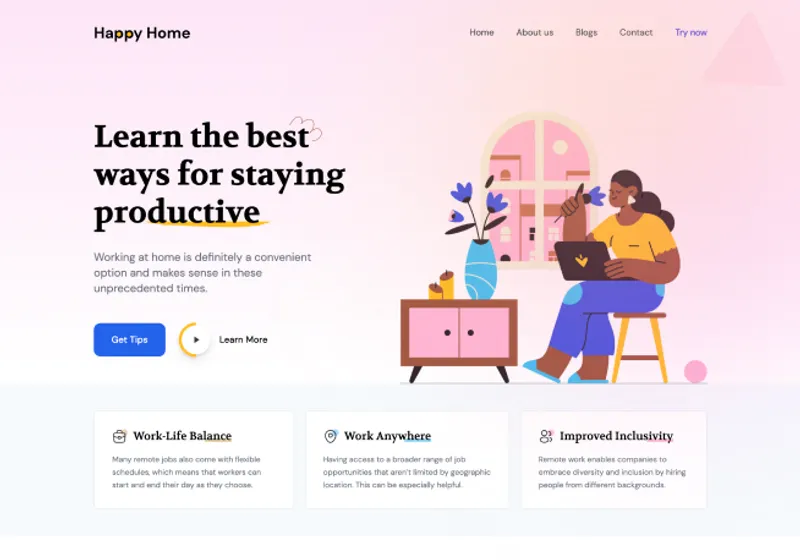 Happy Home
Home
About us
Blogs
Contact
Try now
Learn the best
ways for staying
productive
Working at home is definitely a convenient
option and makes sense in these
unprecedented times.
Get Tips
Learn More
Work-Life Balance
Many remote jobs also come with flexible
schedules, which means that workers can
start and end their day as they choose.
Work Anywhere
Having access to a broader range of job
opportunities that aren't limited by geographic
location. This can be especially helpful.
Improved Inclusivity
Remote work enables companies to
embrace diversity and inclusion by hiring
people from different backgrounds.